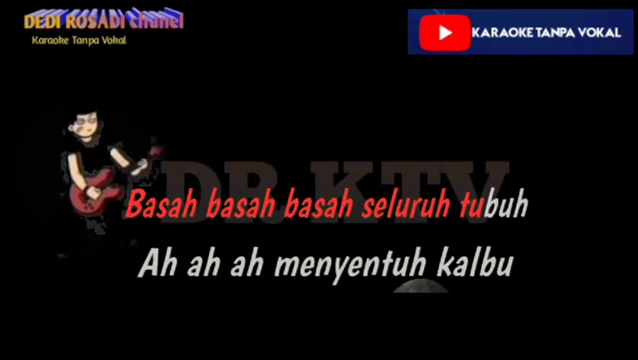 DEDI ROSADI chanel
Karaoke Tanpa Vokal
KARAOKE TANPA VOKAL
DR.KTV
Basah basah basah seluruh tubuh
Ah ah ah menyentuh kalbu